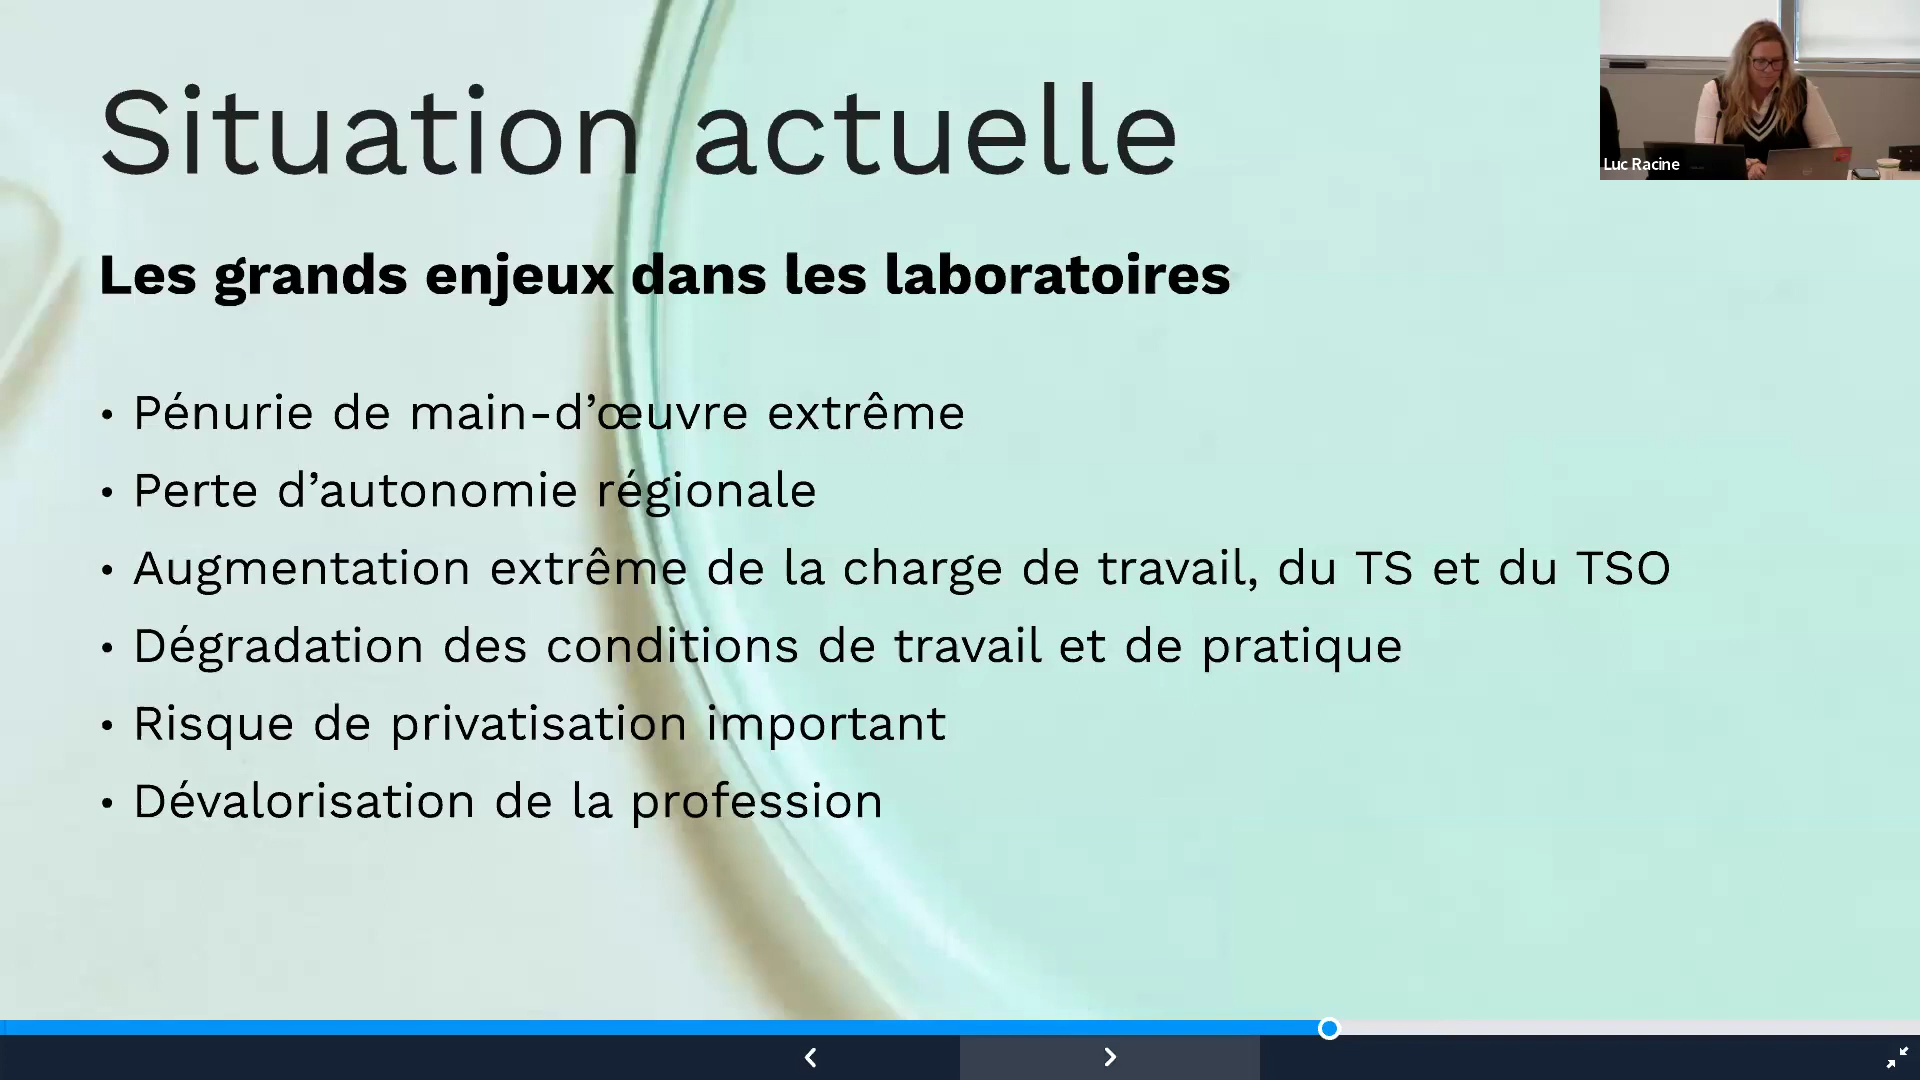 Situation actuelle
Luc Racine
Les grands enjeux dans les laboratoires
• Pénurie de main-d’œuvre extrême
• Perte d’autonomie régionale
• Augmentation extrême de la charge de travail, du TS et du TSO
• Dégradation des conditions de travail et de pratique
• Risque de privatisation important
• Dévalorisation de la profession